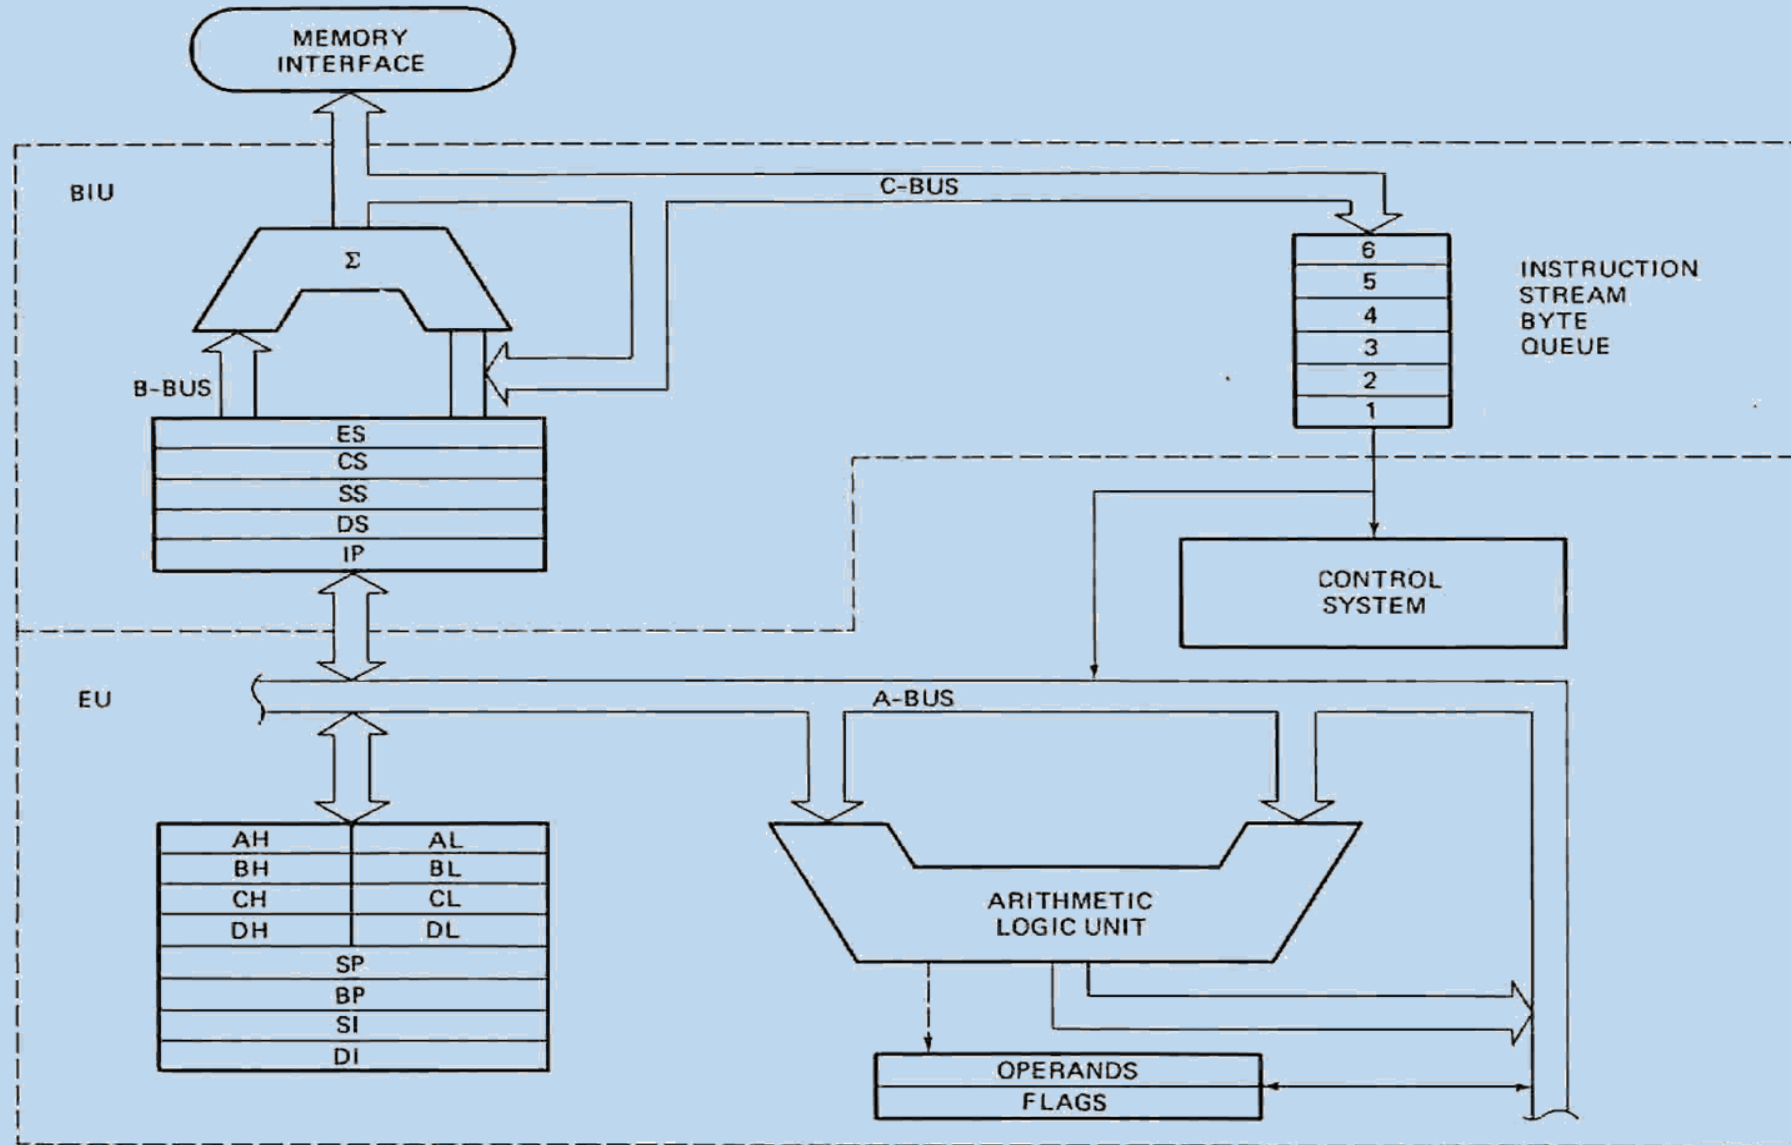 MEMORY
INTERFACE
BIU
C-BUS
Σ
6
5
4
3
2
1
INSTRUCTION
STREAM
BYTE
QUEUE
B-BUS
ES
CS
SS
DS
IP
CONTROL
SYSTEM
EU
A-BUS
AH AL
BH BL
CH CL
DH DL
SP
BP
SI
DI
ARITHMETIC
LOGIC UNIT
OPERANDS
FLAGS